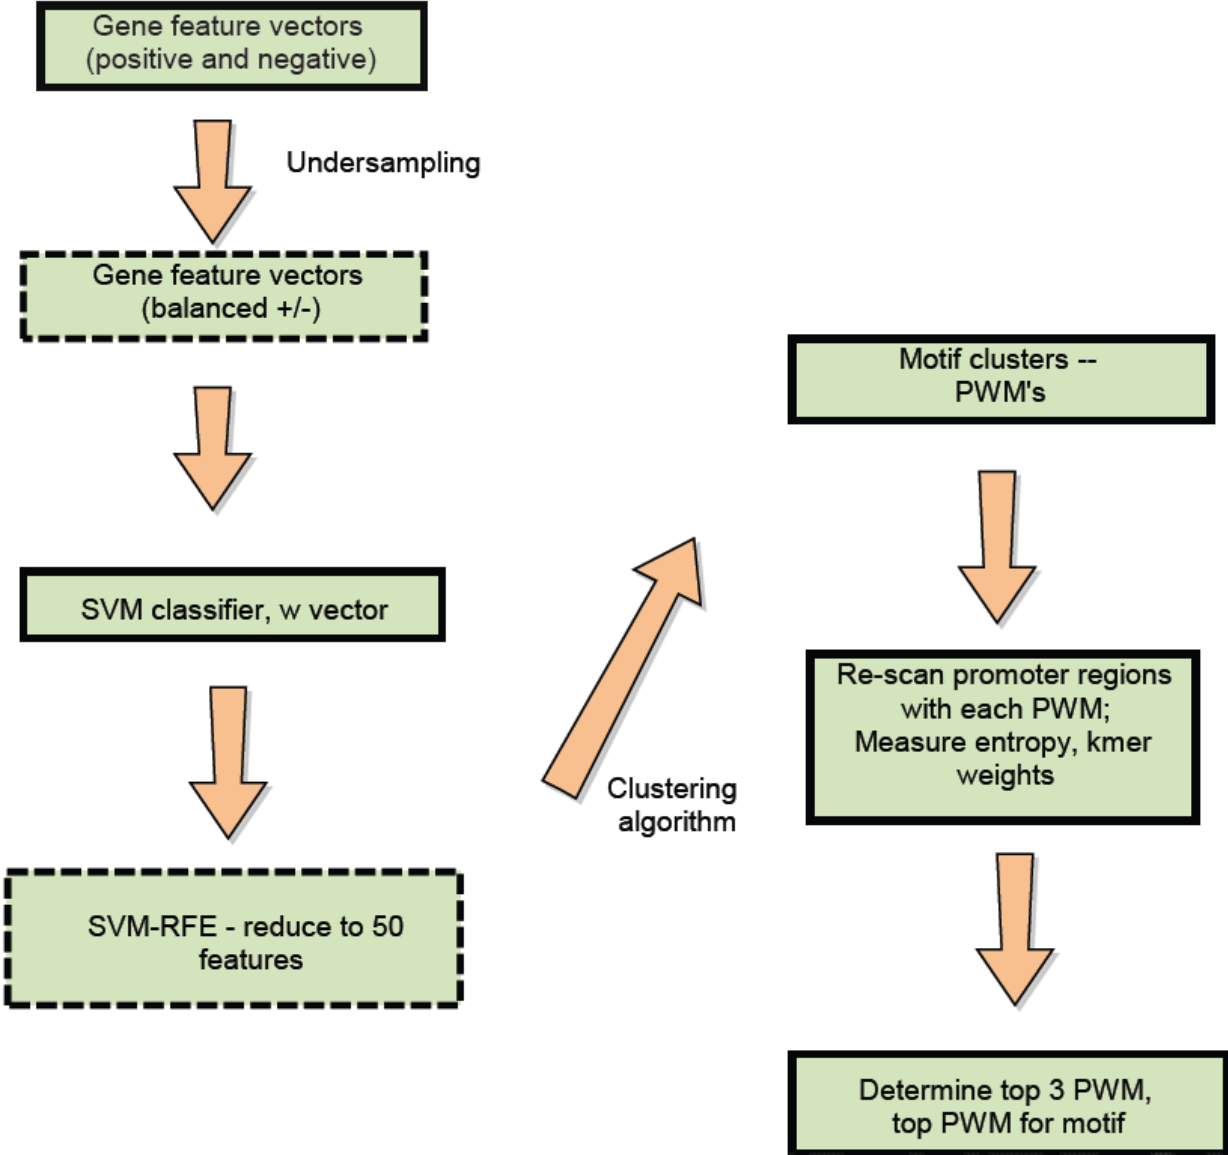 Gene feature vectors
(positive and negative)
Undersampling
Gene feature vectors
(balanced +/-)
SVM classifier, w vector
SVM-RFE - reduce to 50
features
Clustering
algorithm
Motif clusters --
PWM's
Re-scan promoter regions
with each PWM;
Measure entropy, kmer
weights
Determine top 3 PWM,
top PWM for motif